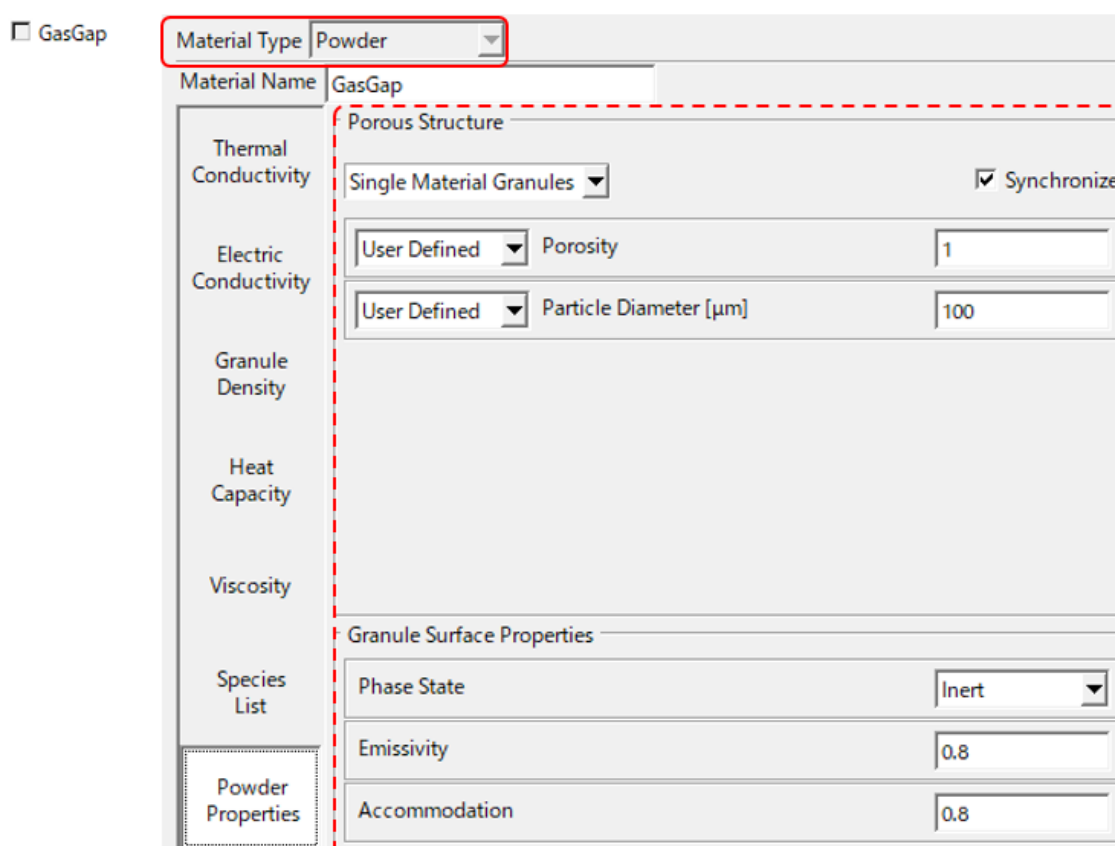 GasGap
Material Type Powder
Material Name GasGap
Porous Structure
Thermal
Conductivity
Single Material Granules
Synchronize
User Defined Porosity 1
Electric
Conductivity
User Defined Particle Diameter [μm] 100
Granule
Density
Heat
Capacity
Viscosity
Granule Surface Properties
Species
List
Phase State Inert
Emissivity 0.8
Powder
Properties
Accommodation 0.8